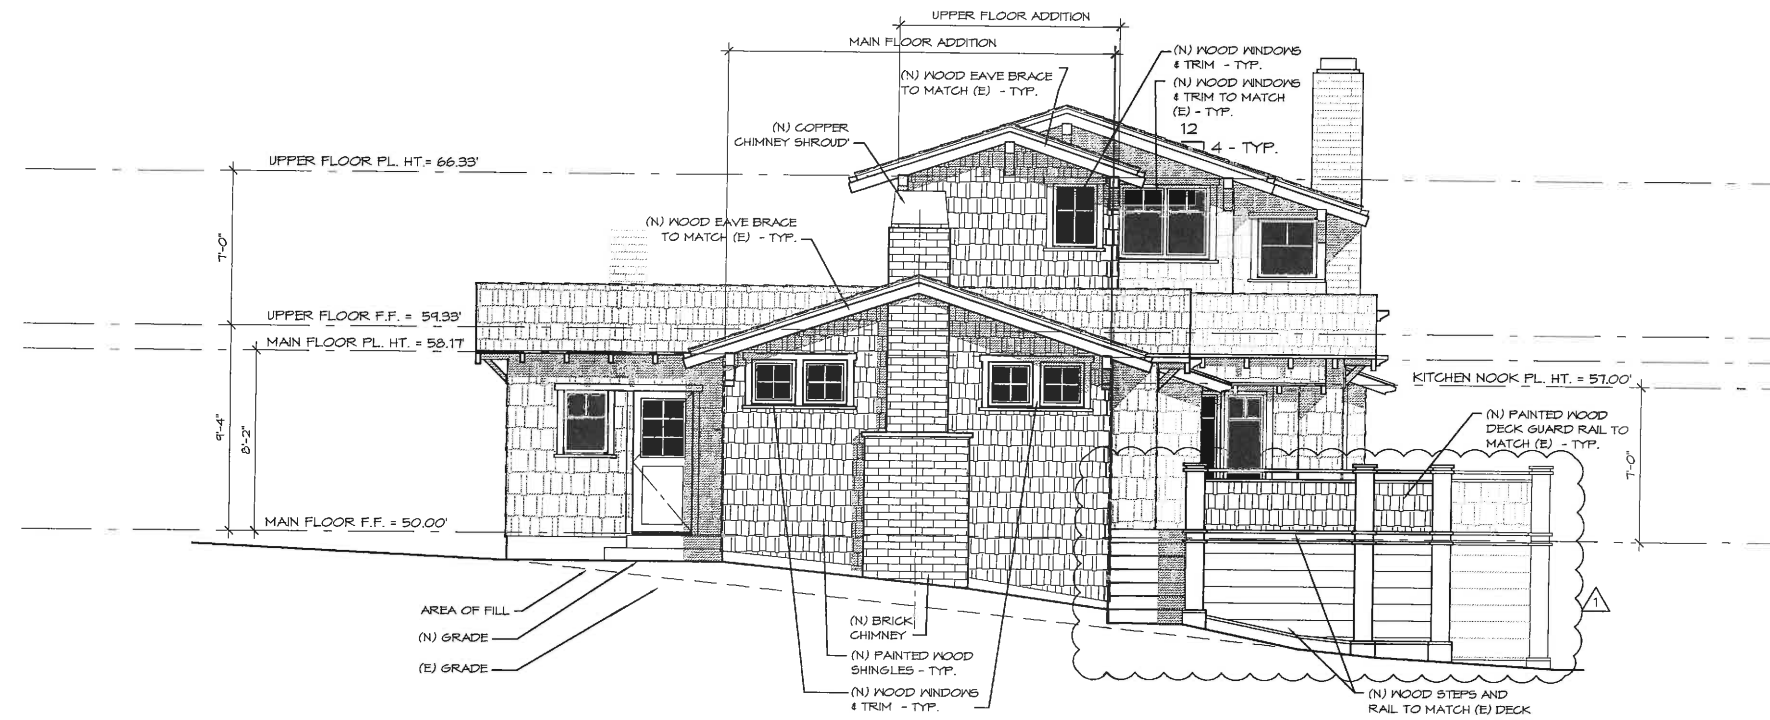 UPPER FLOOR ADDITION
MAIN FLOOR ADDITION
(N) WOOD WINDOWS
& TRIM - TYP.
(N) WOOD EAVE BRACE
TO MATCH (E) - TYP.
(N) WOOD WINDOWS
& TRIM TO MATCH
(E) - TYP.
12
4 - TYP.
(N) COPPER
CHIMNEY SHROUD
UPPER FLOOR PL. HT. = 66.33'
(N) WOOD EAVE BRACE
TO MATCH (E) - TYP.
7'-0"
UPPER FLOOR F.F. = 59.33'
MAIN FLOOR PL. HT. = 58.17'
KITCHEN NOOK PL. HT. = 57.00'
(N) PAINTED WOOD
DECK GUARD RAIL TO
MATCH (E) - TYP.
9'-4"
8'-2"
7'-0"
MAIN FLOOR F.F. = 50.00'
1
AREA OF FILL
(N) GRADE
(E) GRADE
(N) BRICK
CHIMNEY
(N) PAINTED WOOD
SHINGLES - TYP.
(N) WOOD WINDOWS
& TRIM - TYP.
(N) WOOD STEPS AND
RAIL TO MATCH (E) DECK